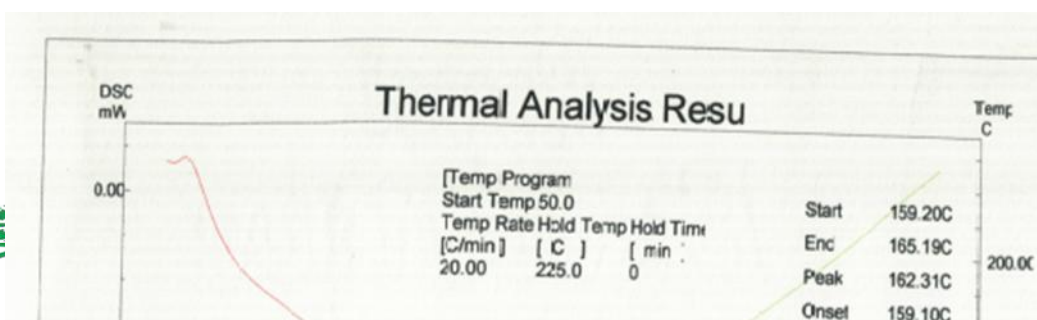 Thermal Analysis Resu
DSC
mW
Temp
C
0.00
[Temp Program
Start Temp 50.0
Temp Rate Hold Temp Hold Time
[C/min] [ C ] [ min
20.00 225.0 0
Start 159.20C
End 165.19C
Peak 162.31C
Onset 159.10C
200.00